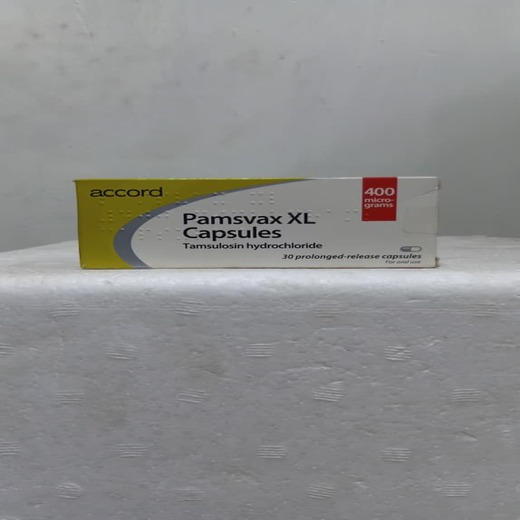 accord
400
micro-
grams
Pamsvax XL
Capsules
Tamsulosin hydrochloride
30 prolonged-release capsules
For oral use